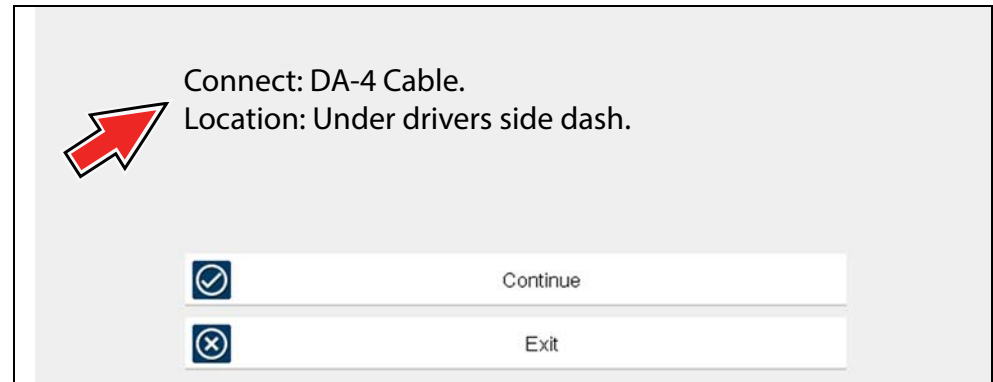 Connect: DA-4 Cable.
Location: Under drivers side dash.
Continue
Exit